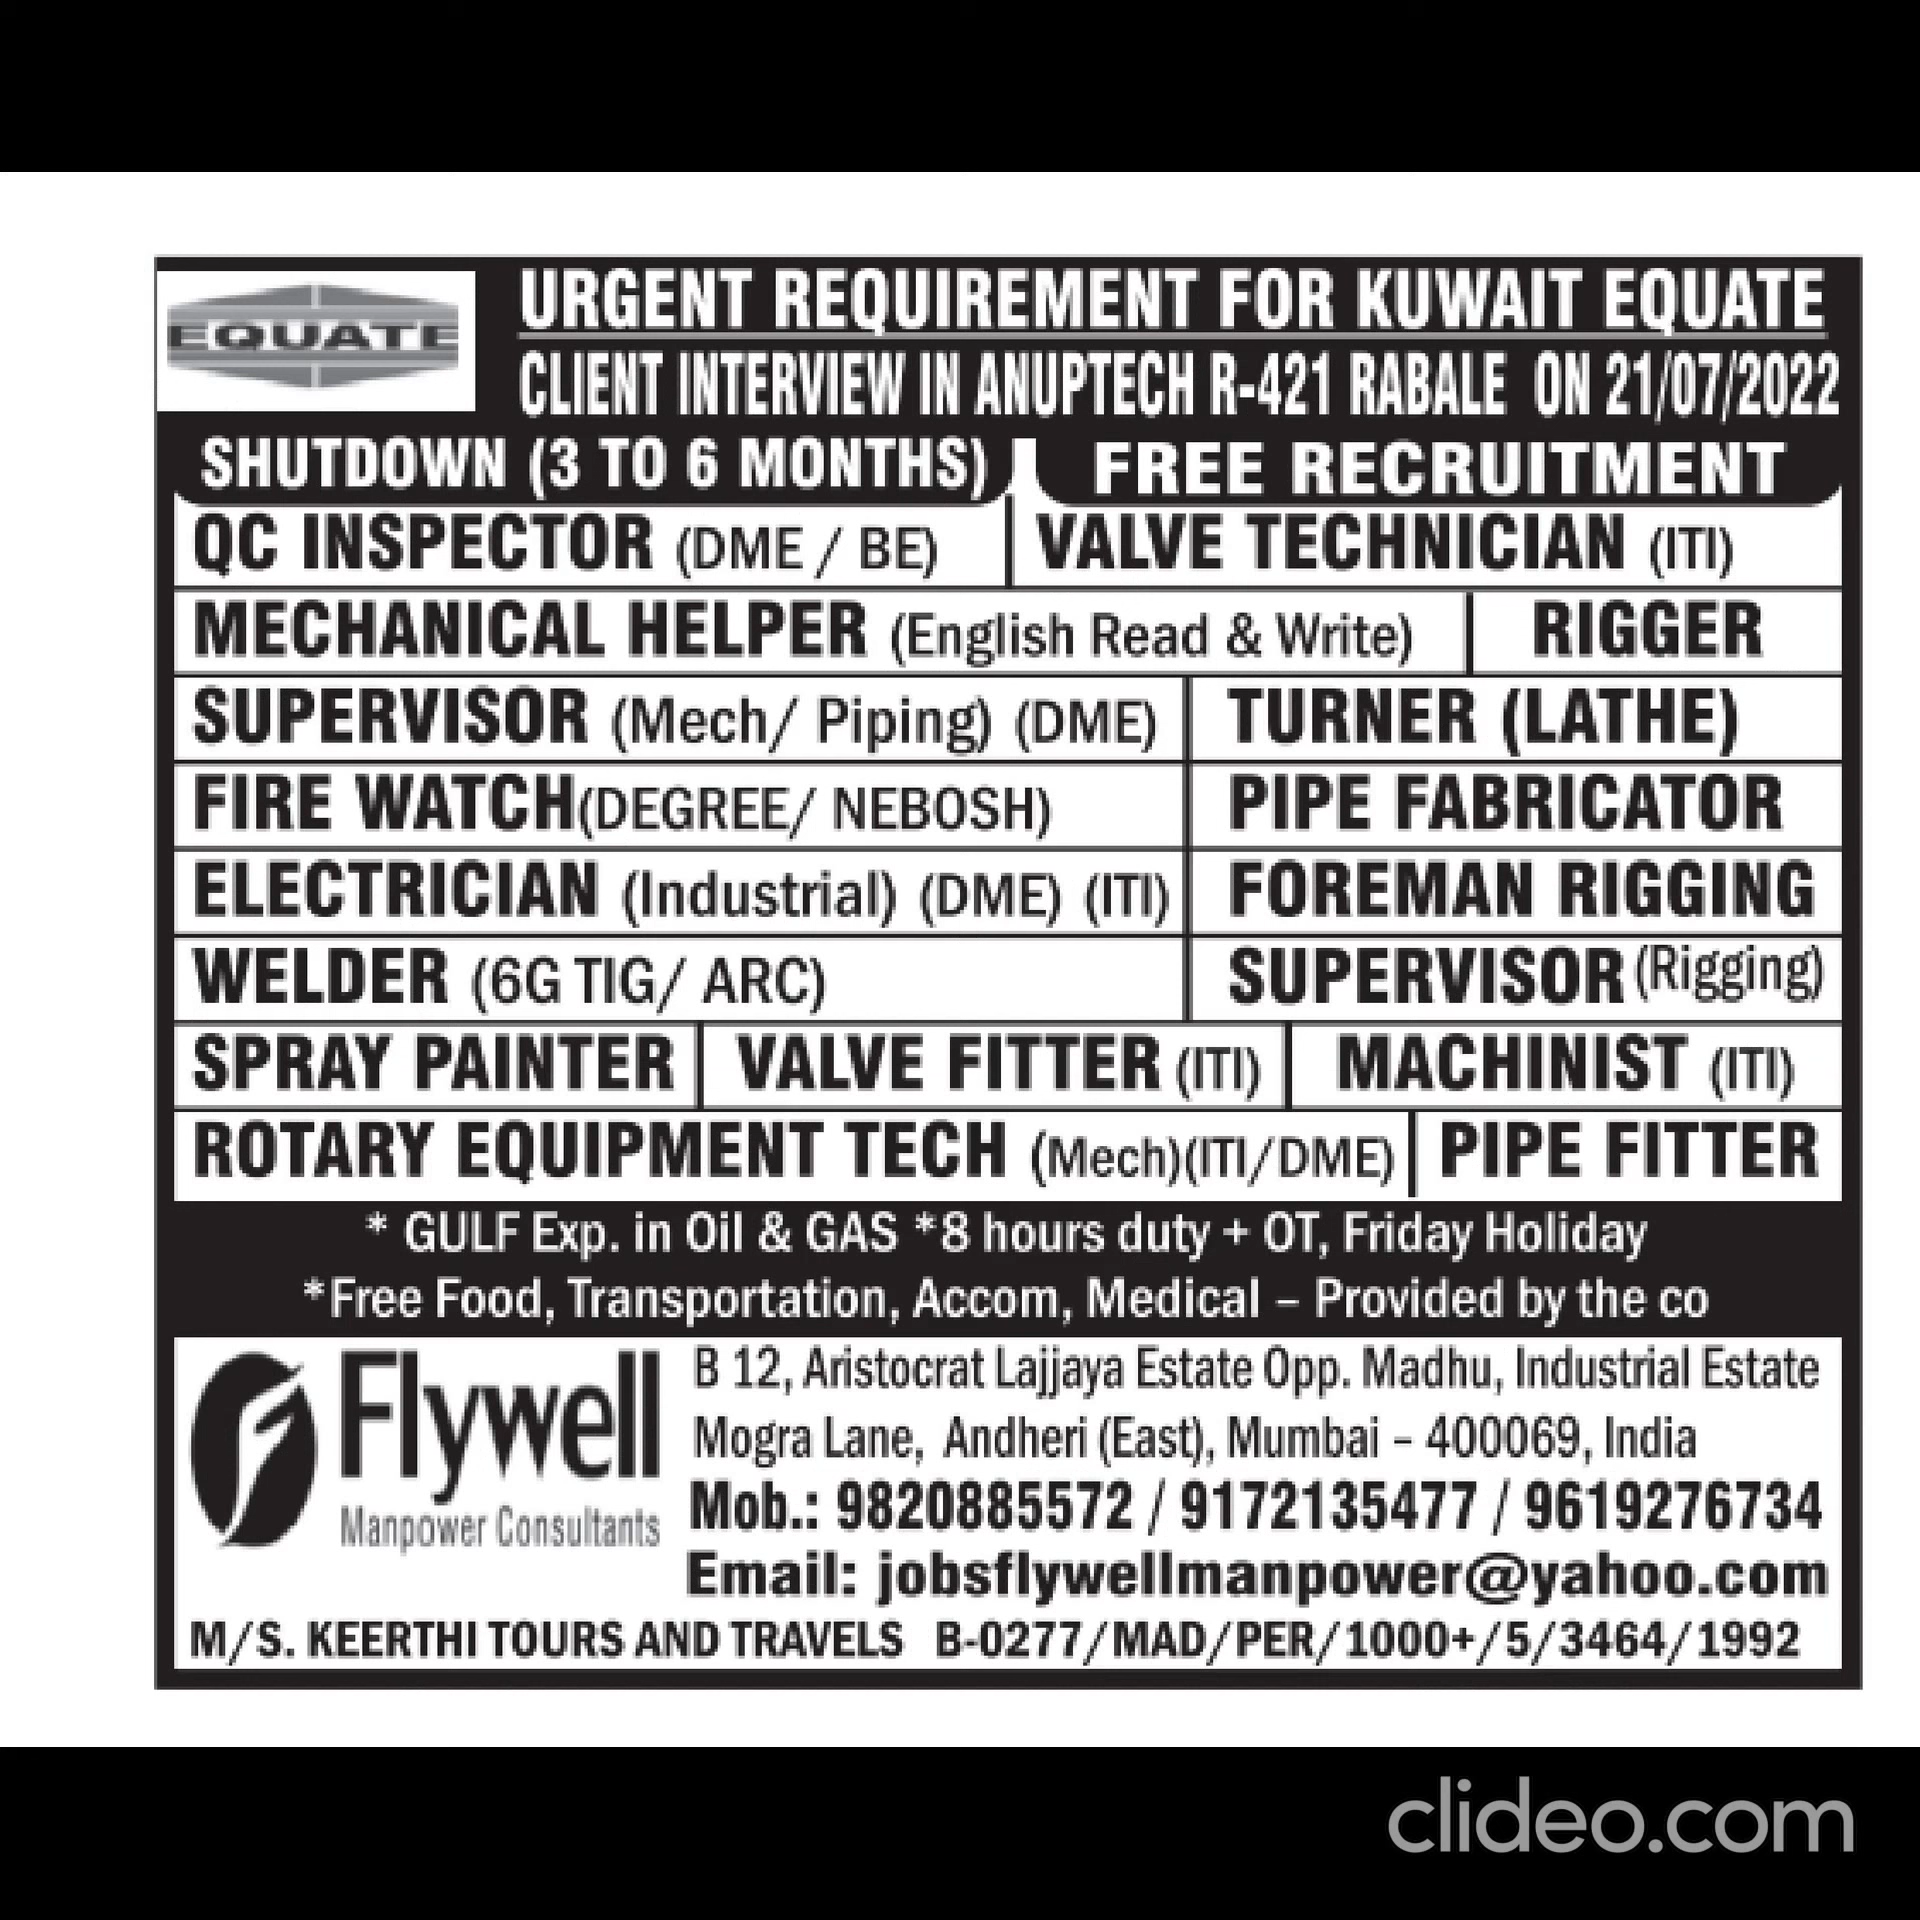 EQUATE
URGENT REQUIREMENT FOR KUWAIT EQUATE
CLIENT INTERVIEW IN ANUPTECH R-421 RABALE ON 21/07/2022
SHUTDOWN (3 TO 6 MONTHS) FREE RECRUITMENT
QC INSPECTOR (DME / BE) VALVE TECHNICIAN (ITI)
MECHANICAL HELPER (English Read & Write) RIGGER
SUPERVISOR (Mech/ Piping) (DME) TURNER (LATHE)
FIRE WATCH(DEGREE/ NEBOSH) PIPE FABRICATOR
ELECTRICIAN (Industrial) (DME) (ITI) FOREMAN RIGGING
WELDER (6G TIG/ ARC) SUPERVISOR (Rigging)
SPRAY PAINTER VALVE FITTER (ITI) MACHINIST (ITI)
ROTARY EQUIPMENT TECH (Mech)(ITI/DME) PIPE FITTER
* GULF Exp. in Oil & GAS *8 hours duty + OT, Friday Holiday
*Free Food, Transportation, Accom, Medical – Provided by the co
Flywell
Manpower Consultants
B 12, Aristocrat Lajjaya Estate Opp. Madhu, Industrial Estate
Mogra Lane, Andheri (East), Mumbai – 400069, India
Mob.: 9820885572 / 9172135477 / 9619276734
Email: jobsflywellmanpower@yahoo.com
M/S. KEERTHI TOURS AND TRAVELS B-0277/MAD/PER/1000+/5/3464/1992
clideo.com